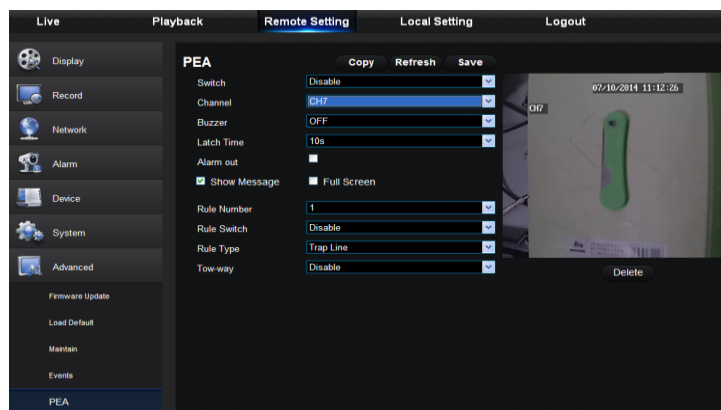 Live Playback Remote Setting Local Setting Logout
Display
Record
Network
Alarm
Device
System
Advanced
Firmware Update
Load Default
Maintain
Events
PEA
PEA Copy Refresh Save
Switch Disable
Channel CH7
Buzzer OFF
Latch Time 10s
Alarm out
Show Message Full Screen
Rule Number 1
Rule Switch Disable
Rule Type Trap Line
Tow-way Disable
07/10/2014 11:12:26
CH7
Delete